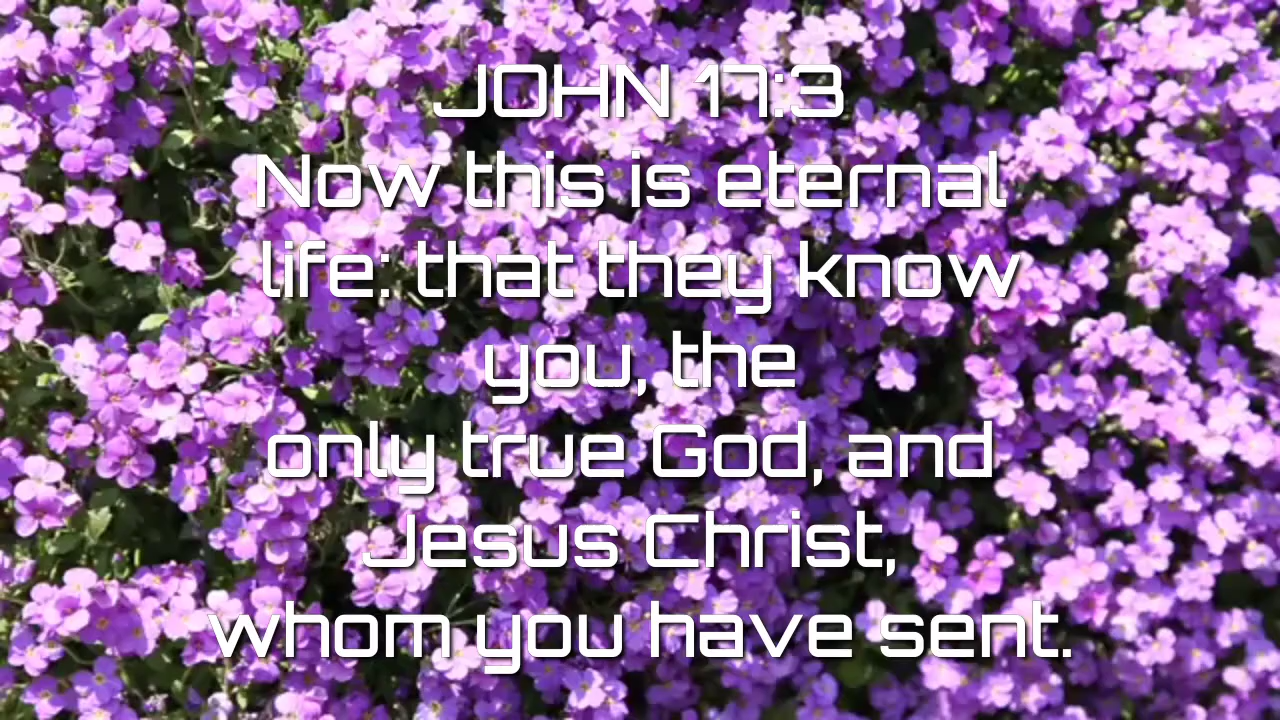 JOHN 17:3
Now this is eternal
life: that they know
you, the
only true God, and
Jesus Christ,
whom you have sent.